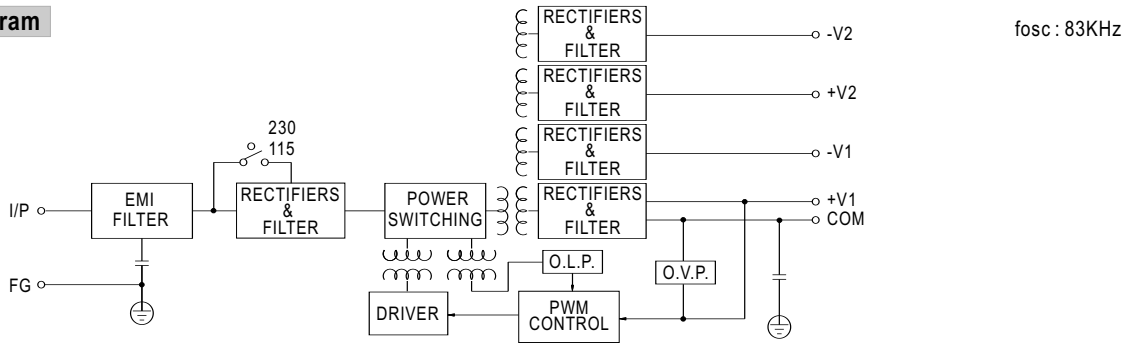 ram
fosc : 83KHz
RECTIFIERS
&
FILTER
-V2
RECTIFIERS
&
FILTER
+V2
RECTIFIERS
&
FILTER
-V1
230
115
I/P
EMI
FILTER
RECTIFIERS
&
FILTER
POWER
SWITCHING
RECTIFIERS
&
FILTER
+V1
COM
FG
O.L.P.
O.V.P.
DRIVER
PWM
CONTROL